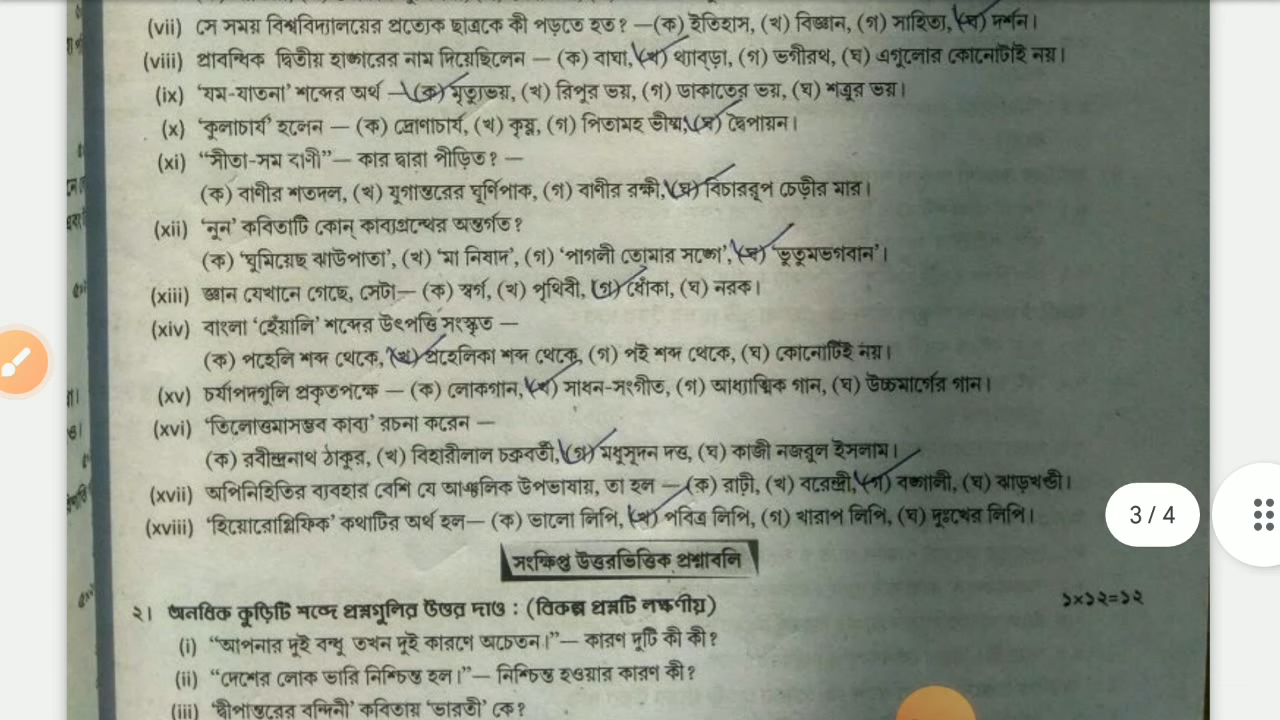 (vii) সে সময় বিশ্ববিদ্যালয়ের প্রত্যেক ছাত্রকে কী পড়তে হত? —(ক) ইতিহাস, (খ) বিজ্ঞান, (গ) সাহিত্য, (ঘ) দর্শন।
(viii) প্রাবন্ধিক দ্বিতীয় হাঙ্গরের নাম দিয়েছিলেন — (ক) বাঘা, (খ) থ্যাব্‌ড়া, (গ) ভগীরথ, (ঘ) এগুলোর কোনোটাই নয়।
(ix) ‘যম-যাতনা’ শব্দের অর্থ —(ক) মৃত্যুভয়, (খ) রিপুর ভয়, (গ) ডাকাতের ভয়, (ঘ) শত্রুর ভয়।
(x) ‘কুলাচার্য’ হলেন — (ক) দ্রোণাচার্য, (খ) কৃষ্ণ, (গ) পিতামহ ভীষ্ম, (ঘ) দ্বৈপায়ন।
(xi) “সীতা-সম বাণী”— কার দ্বারা পীড়িত? —
(ক) বাণীর শতদল, (খ) যুগান্তরের ঘূর্ণিপাক, (গ) বাণীর রক্ষী, (ঘ) বিচাররূপ চেড়ীর মার।
(xii) ‘নুন’ কবিতাটি কোন্ কাব্যগ্রন্থের অন্তর্গত?
(ক) ‘ঘুমিয়েছ ঝাউপাতা’, (খ) ‘মা নিষাদ’, (গ) ‘পাগলী তোমার সঙ্গে’, (ঘ) ‘ভুতুমভগবান’।
(xiii) জ্ঞান যেখানে গেছে, সেটা— (ক) স্বর্গ, (খ) পৃথিবী, (গ) ধোঁকা, (ঘ) নরক।
(xiv) বাংলা ‘হেঁয়ালি’ শব্দের উৎপত্তি সংস্কৃত —
(ক) পহেলি শব্দ থেকে, (খ) প্রহেলিকা শব্দ থেকে, (গ) পই শব্দ থেকে, (ঘ) কোনোটিই নয়।
(xv) চর্যাপদগুলি প্রকৃতপক্ষে — (ক) লোকগান, (খ) সাধন-সংগীত, (গ) আধ্যাত্মিক গান, (ঘ) উচ্চমার্গের গান।
(xvi) ‘তিলোত্তমাসম্ভব কাব্য’ রচনা করেন —
(ক) রবীন্দ্রনাথ ঠাকুর, (খ) বিহারীলাল চক্রবর্তী, (গ) মধুসূদন দত্ত, (ঘ) কাজী নজরুল ইসলাম।
(xvii) অপিনিহিতির ব্যবহার বেশি যে আঞ্চলিক উপভাষায়, তা হল —(ক) রাঢ়ী, (খ) বরেন্দ্রী, (গ) বঙ্গালী, (ঘ) ঝাড়খণ্ডী।
(xviii) ‘হিয়োরোগ্লিফিক’ কথাটির অর্থ হল— (ক) ভালো লিপি, (খ) পবিত্র লিপি, (গ) খারাপ লিপি, (ঘ) দুঃখের লিপি।
3 / 4
সংক্ষিপ্ত উত্তরভিত্তিক প্রশ্নাবলি
২। অনধিক কুড়িটি শব্দে প্রশ্নগুলির উত্তর দাও : (বিকল্প প্রশ্নটি লক্ষণীয়) ১×১২=১২
(i) “আপনার দুই বন্ধু তখন দুই কারণে অচেতন।”— কারণ দুটি কী কী?
(ii) “দেশের লোক ভারি নিশ্চিন্ত হল।”— নিশ্চিন্ত হওয়ার কারণ কী?
(iii) ‘দ্বীপান্তরের বন্দিনী’ কবিতায় ‘ভারতী’ কে?